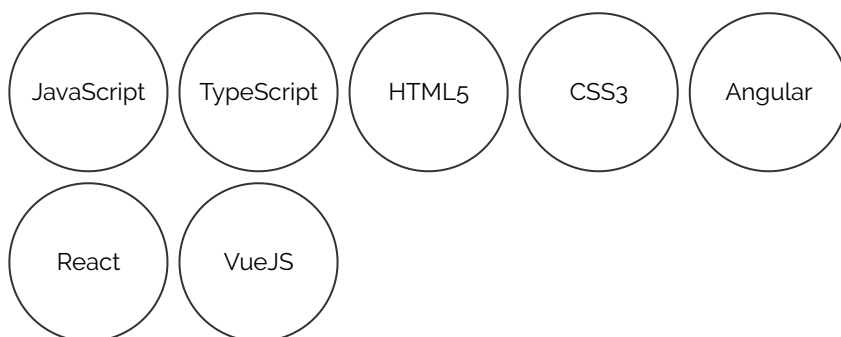 JavaScript TypeScript HTML5 CSS3 Angular
React VueJS